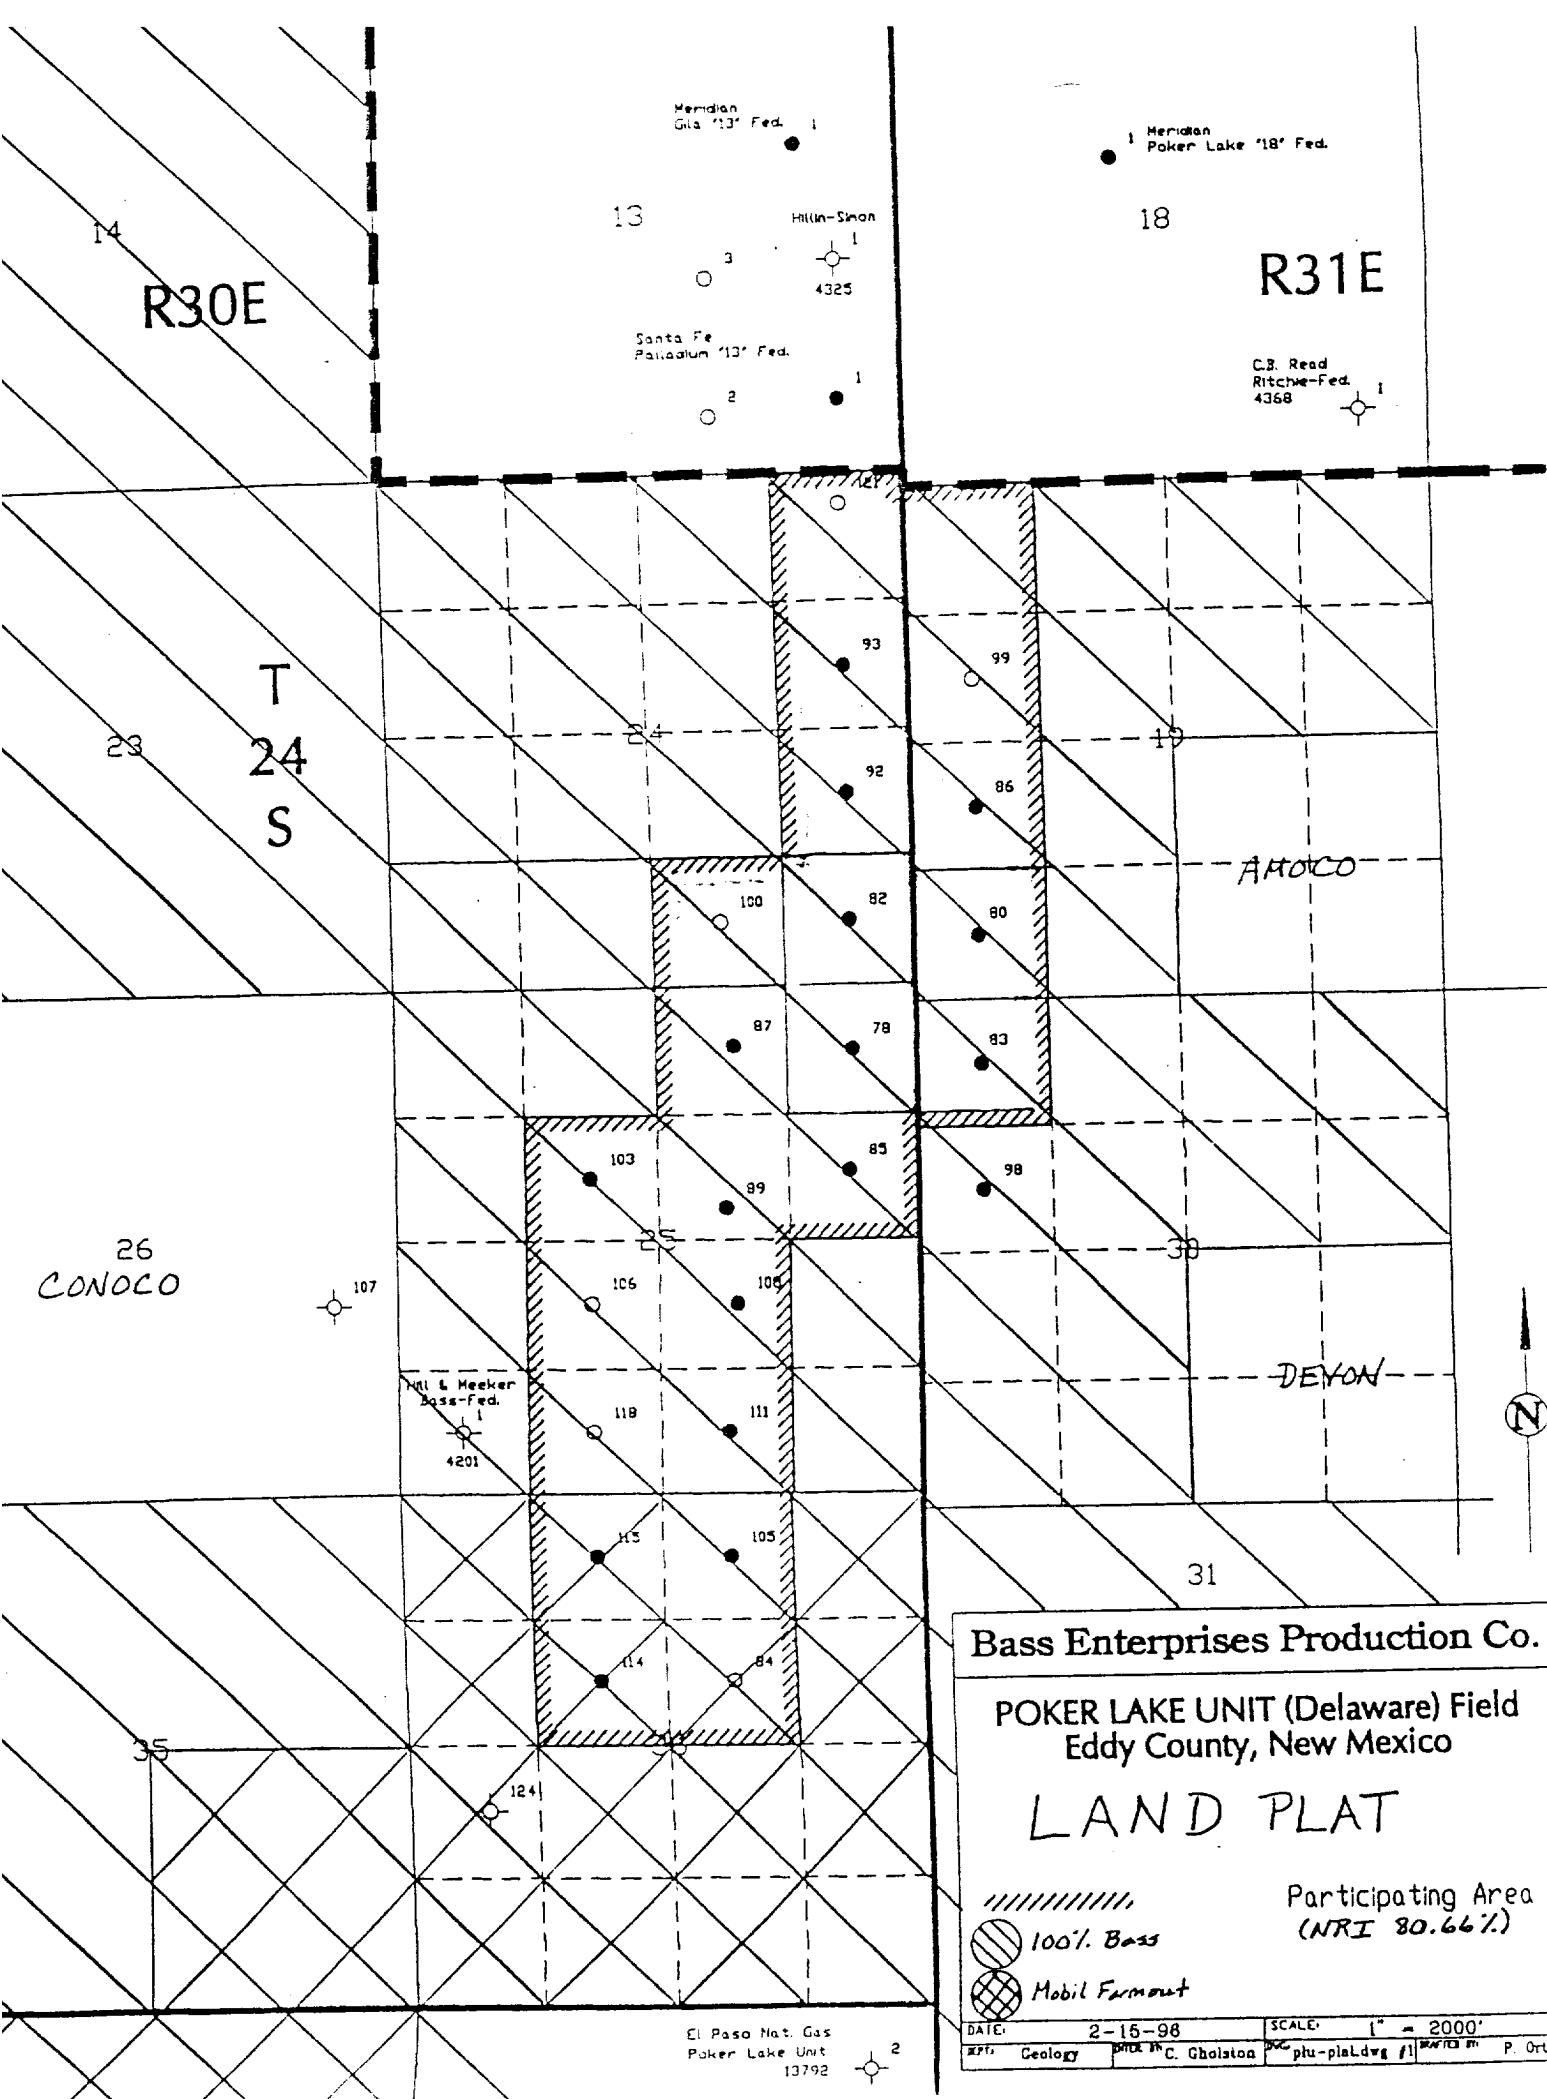 Meridian
Gila "13" Fed. 1
1 Meridian
Poker Lake "18" Fed.
14
13
18
Hillin-Simon
1
4325
3
R30E
R31E
Santa Fe
Palladium "13" Fed.
1
2
C.B. Read
Ritchie-Fed. 1
4368
93
99
T
24
S
23
24
19
92
86
AMOCO
100
82
80
87
78
83
103
89
85
98
25
30
26
CONOCO
107
106
108
DEVON
Hill & Meeker
Bass-Fed.
1
4201
118
111
N
115
105
31
114
84
35
124
Bass Enterprises Production Co.
POKER LAKE UNIT (Delaware) Field
Eddy County, New Mexico
LAND PLAT
Participating Area
(NRI 80.66%)
100% Bass
Mobil Farmout
DATE: 2-15-96 SCALE: 1" = 2000'
Geology C. Gholston plu-plat.dwg #1
El Paso Nat. Gas
Poker Lake Unit
13792
2